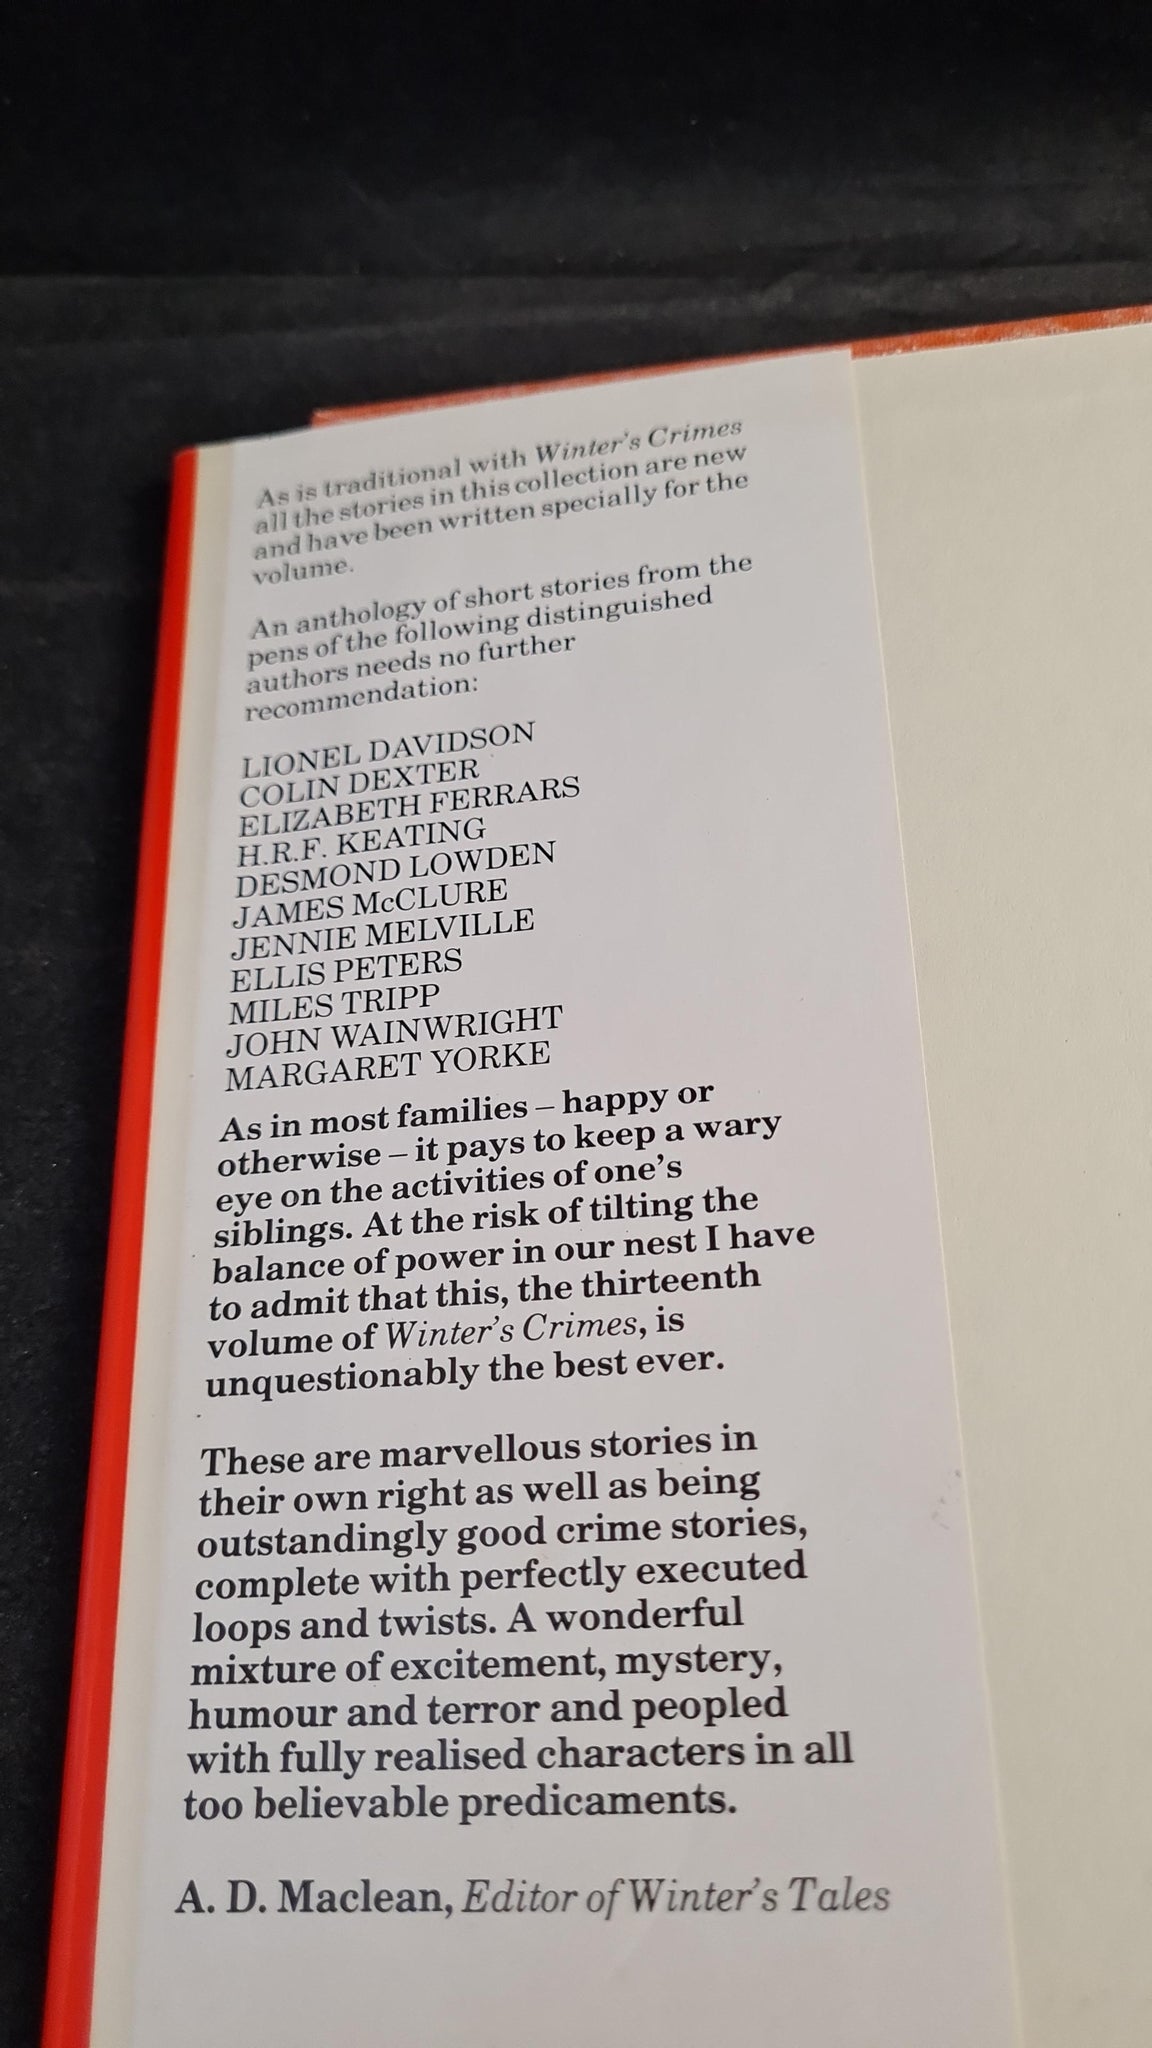 As is traditional with Winter's Crimes
all the stories in this collection are new
and have been written specially for the
volume.
An anthology of short stories from the
pens of the following distinguished
authors needs no further
recommendation:
LIONEL DAVIDSON
COLIN DEXTER
ELIZABETH FERRARS
H.R.F. KEATING
DESMOND LOWDEN
JAMES McCLURE
JENNIE MELVILLE
ELLIS PETERS
MILES TRIPP
JOHN WAINWRIGHT
MARGARET YORKE
As in most families – happy or
otherwise – it pays to keep a wary
eye on the activities of one's
siblings. At the risk of tilting the
balance of power in our nest I have
to admit that this, the thirteenth
volume of Winter's Crimes, is
unquestionably the best ever.
These are marvellous stories in
their own right as well as being
outstandingly good crime stories,
complete with perfectly executed
loops and twists. A wonderful
mixture of excitement, mystery,
humour and terror and peopled
with fully realised characters in all
too believable predicaments.
A. D. Maclean, Editor of Winter's Tales